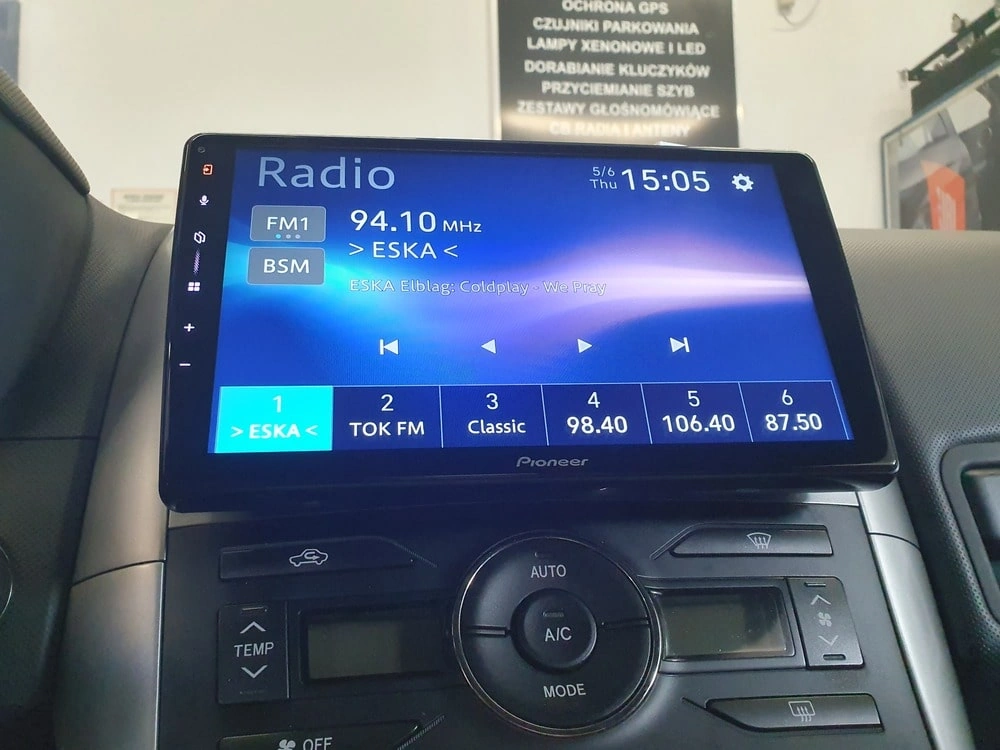 OCHRONA GPS
CZUJNIKI PARKOWANIA
LAMPY XENONOWE I LED
DORABIANIE KLUCZYKÓW
PRZYCIEMIANIE SZYB
ZESTAWY GŁOŚNOMÓWIĄCE
CB RADIA I ANTENY
Radio
5/6
Thu
15:05
FM1
94.10 MHz
> ESKA <
BSM
ESKA Elblag: Coldplay - We Pray
1 2 3 4 5 6
> ESKA < TOK FM Classic 98.40 106.40 87.50
Pioneer
AUTO
A/C
MODE
TEMP
OFF